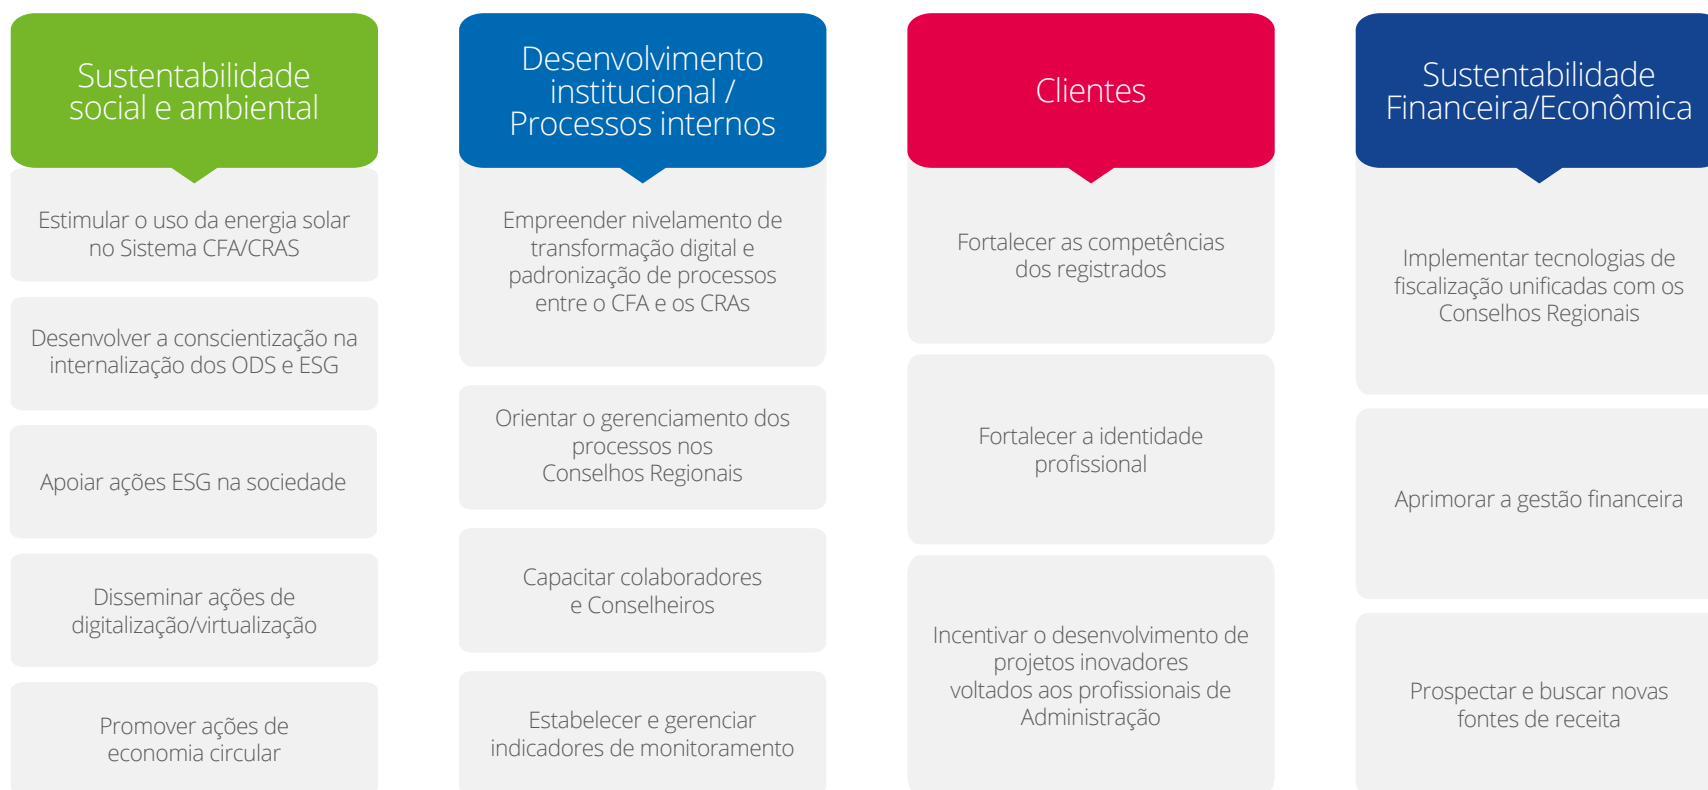 Sustentabilidade
social e ambiental
Estimular o uso da energia solar
no Sistema CFA/CRAS
Desenvolver a conscientização na
internalização dos ODS e ESG
Apoiar ações ESG na sociedade
Disseminar ações de
digitalização/virtualização
Promover ações de
economia circular
Desenvolvimento
institucional /
Processos internos
Empreender nivelamento de
transformação digital e
padronização de processos
entre o CFA e os CRAs
Orientar o gerenciamento dos
processos nos
Conselhos Regionais
Capacitar colaboradores
e Conselheiros
Estabelecer e gerenciar
indicadores de monitoramento
Clientes
Fortalecer as competências
dos registrados
Fortalecer a identidade
profissional
Incentivar o desenvolvimento de
projetos inovadores
voltados aos profissionais de
Administração
Sustentabilidade
Financeira/Econômica
Implementar tecnologias de
fiscalização unificadas com os
Conselhos Regionais
Aprimorar a gestão financeira
Prospectar e buscar novas
fontes de receita